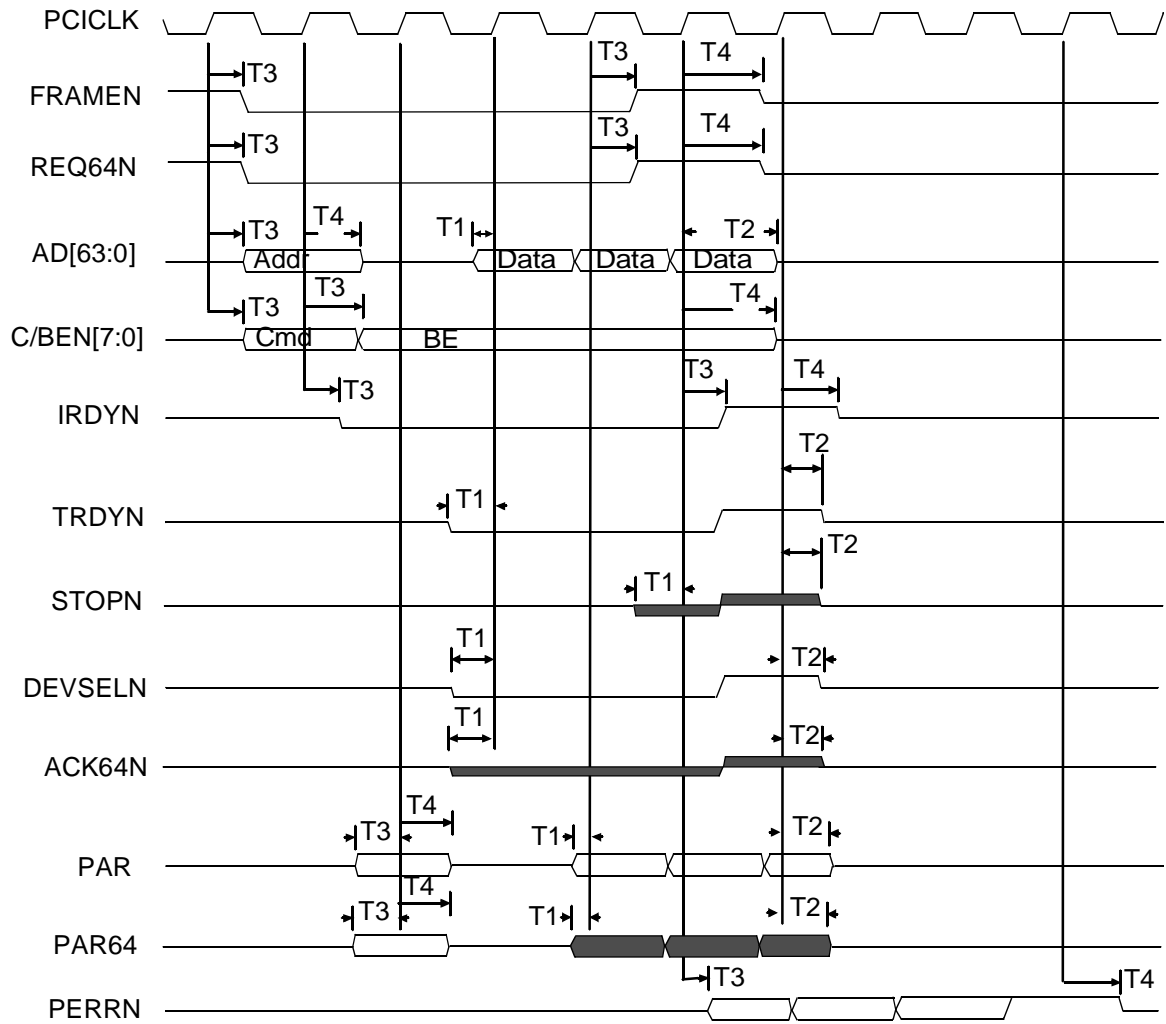 PCICLK
T3 T3 T4
FRAMEN
T3 T3 T4
REQ64N
T3 T4 T1 T2
AD[63:0] Addr Data Data Data
T3 T3 T4
C/BEN[7:0] Cmd BE
T3 T3 T4
IRDYN
T2
T1
TRDYN
T2
T1
STOPN
T1 T2
DEVSELN
T1 T2
ACK64N
T4
T3 T1 T2
PAR
T4
T3 T1 T2
PAR64
T3 T4
PERRN